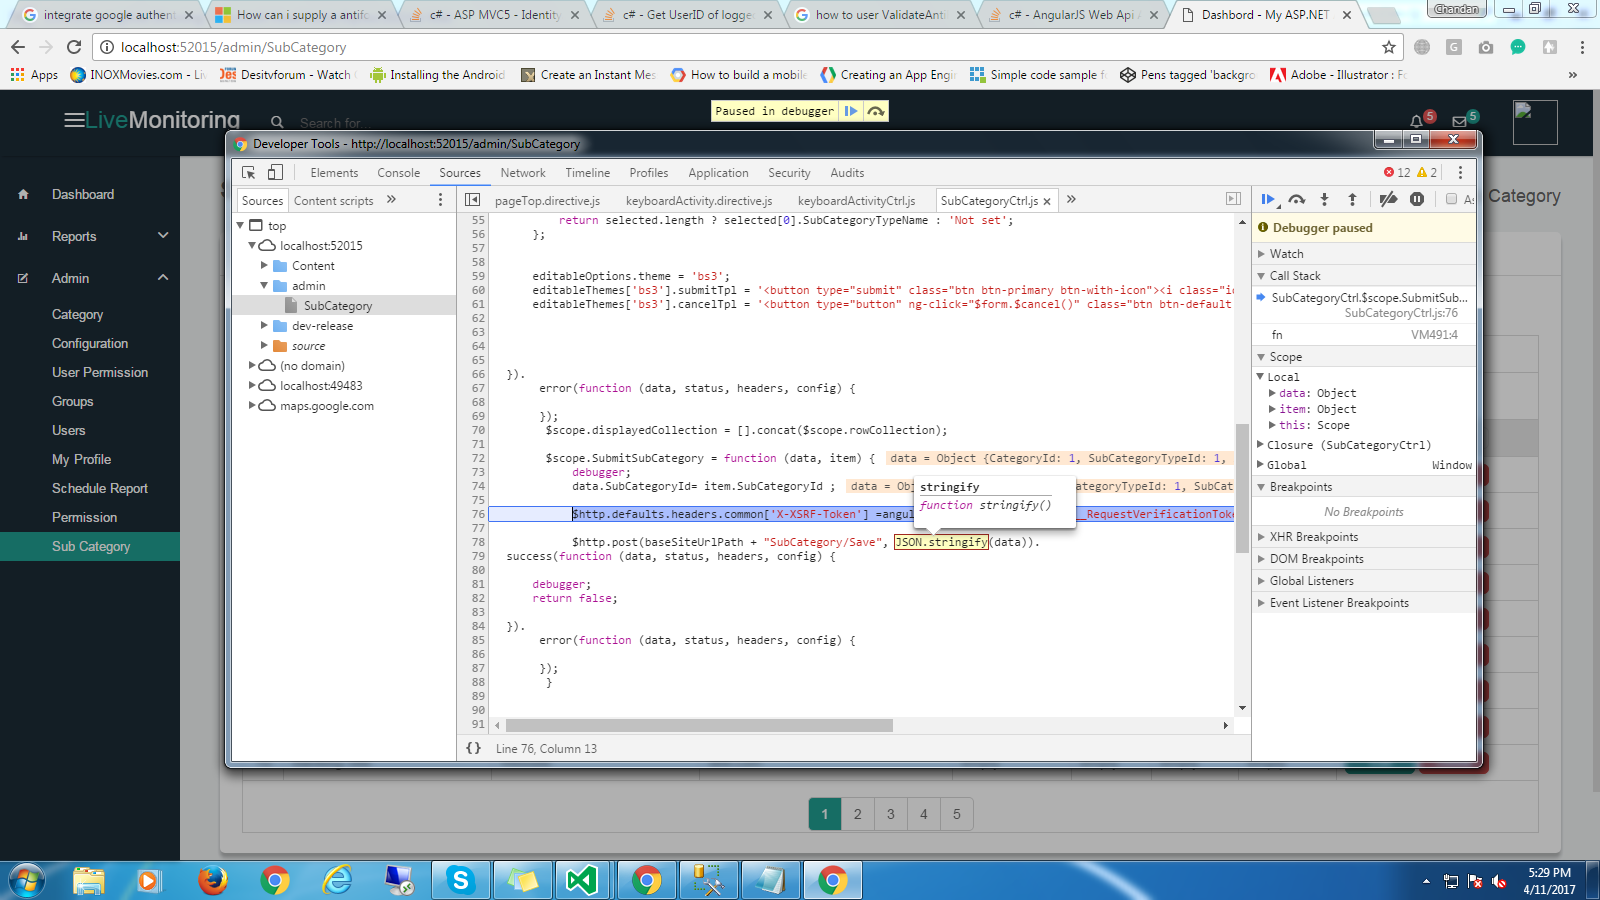 integrate google authent
How can i supply a antifo
c# - ASP MVC5 - Identity
c# - Get UserID of logge
how to user ValidateAnti
c# - AngularJS Web Api A
Dashbord - My ASP.NET
Chandan
localhost:52015/admin/SubCategory
Apps
INOXMovies.com - Liv
Desitvforum - Watch
Installing the Android
Create an Instant Mes
How to build a mobile
Creating an App Engi
Simple code sample f
Pens tagged 'backgro
Adobe - Illustrator : Fo
»
LiveMonitoring
Search for..
Paused in debugger
5
5
Developer Tools - http://localhost:52015/admin/SubCategory
Elements
Console
Sources
Network
Timeline
Profiles
Application
Security
Audits
12
2
Dashboard
Reports
Admin
Category
Configuration
User Permission
Groups
Users
My Profile
Schedule Report
Permission
Sub Category
Category
Sources
Content scripts
»
top
localhost:52015
Content
admin
SubCategory
dev-release
source
(no domain)
localhost:49483
maps.google.com
pageTop.directive.js
keyboardActivity.directive.js
keyboardActivityCtrl.js
SubCategoryCtrl.js ×
»
55 return selected.length ? selected[0].SubCategoryTypeName : 'Not set';
56 };
57
58
59 editableOptions.theme = 'bs3';
60 editableThemes['bs3'].submitTpl = '<button type="submit" class="btn btn-primary btn-with-icon"><i class="ic
61 editableThemes['bs3'].cancelTpl = '<button type="button" ng-click="$form.$cancel()" class="btn btn-default
62
63
64
65
66 }).
67 error(function (data, status, headers, config) {
68
69 });
70 $scope.displayedCollection = [].concat($scope.rowCollection);
71
72 $scope.SubmitSubCategory = function (data, item) { data = Object {CategoryId: 1, SubCategoryTypeId: 1,
73 debugger;
74 data.SubCategoryId= item.SubCategoryId ; data = Obj ategoryTypeId: 1, SubCat
75
76 $http.defaults.headers.common['X-XSRF-Token'] =angul __RequestVerificationToke
77
78 $http.post(baseSiteUrlPath + "SubCategory/Save", JSON.stringify(data)).
79 success(function (data, status, headers, config) {
80
81 debugger;
82 return false;
83
84 }).
85 error(function (data, status, headers, config) {
86
87 });
88 }
89
90
91
stringify
function stringify()
{} Line 76, Column 13
As
Debugger paused
Watch
Call Stack
SubCategoryCtrl.$scope.SubmitSub...
SubCategoryCtrl.js:76
fn VM491:4
Scope
Local
data: Object
item: Object
this: Scope
Closure (SubCategoryCtrl)
Global Window
Breakpoints
No Breakpoints
XHR Breakpoints
DOM Breakpoints
Global Listeners
Event Listener Breakpoints
1 2 3 4 5
5:29 PM
4/11/2017